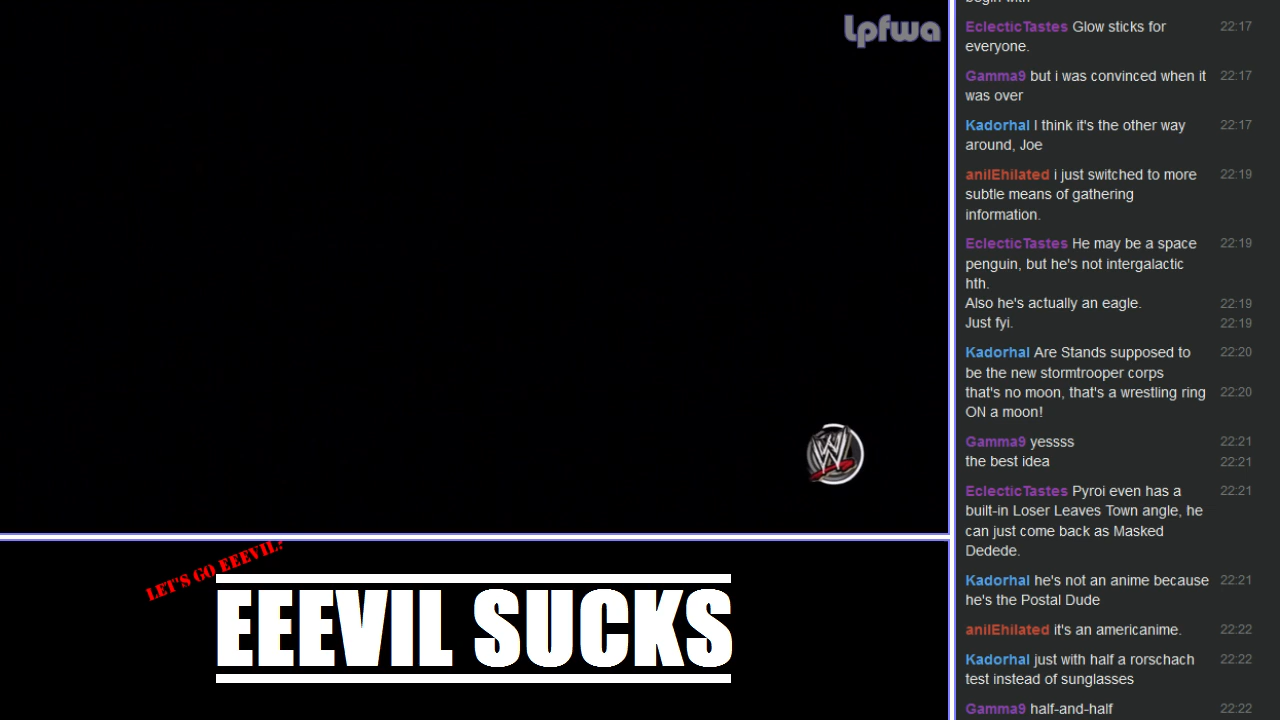 lpfwa
W
LET'S GO EEEVIL!
EEEVIL SUCKS
EclecticTastes Glow sticks for 22:17
everyone.
Gamma9 but i was convinced when it 22:17
was over
Kadorhal I think it's the other way 22:17
around, Joe
anilEhilated i just switched to more 22:19
subtle means of gathering
information.
EclecticTastes He may be a space 22:19
penguin, but he's not intergalactic
hth.
Also he's actually an eagle. 22:19
Just fyi. 22:19
Kadorhal Are Stands supposed to 22:20
be the new stormtrooper corps
that's no moon, that's a wrestling ring 22:20
ON a moon!
Gamma9 yessss 22:21
the best idea 22:21
EclecticTastes Pyroi even has a 22:21
built-in Loser Leaves Town angle, he
can just come back as Masked
Dedede.
Kadorhal he's not an anime because 22:21
he's the Postal Dude
anilEhilated it's an americanime. 22:22
Kadorhal just with half a rorschach 22:22
test instead of sunglasses
Gamma9 half-and-half 22:22